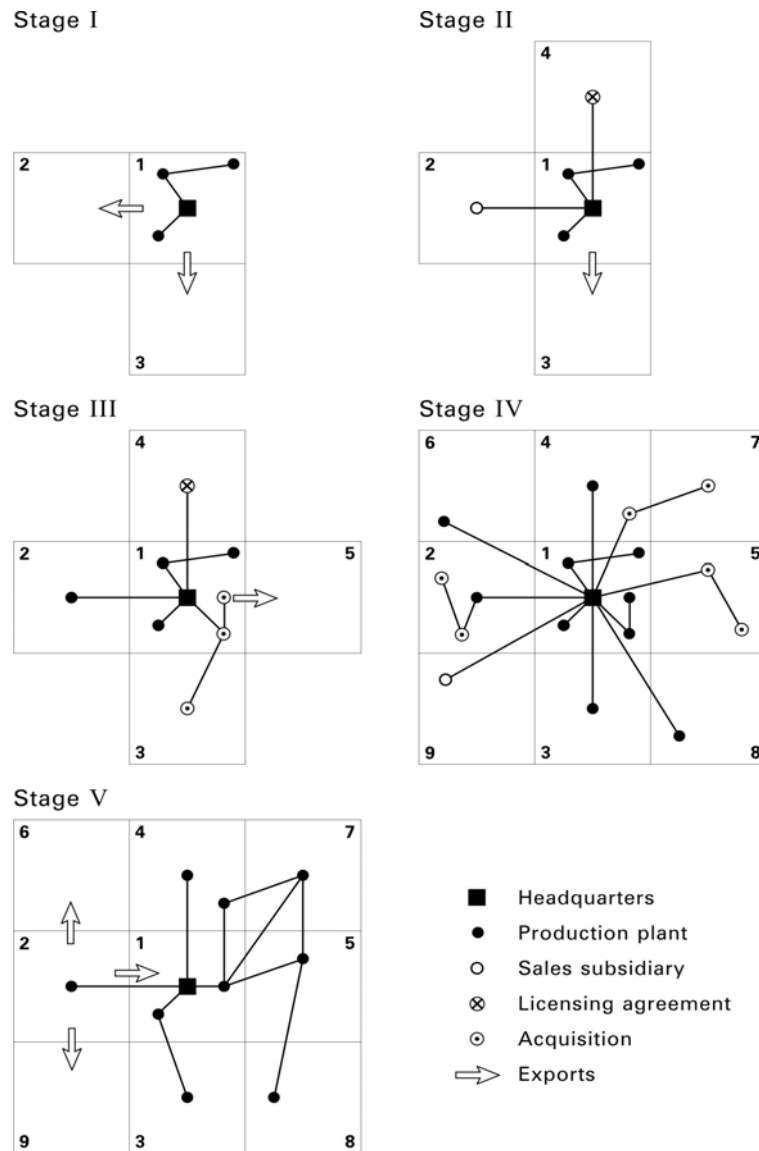 Stage I
2 1
3
Stage II
4
2 1
3
Stage III
4
2 1 5
3
Stage IV
6 4 7
2 1 5
9 3 8
Stage V
6 4 7
2 1 5
9 3 8
Headquarters
Production plant
Sales subsidiary
Licensing agreement
Acquisition
Exports